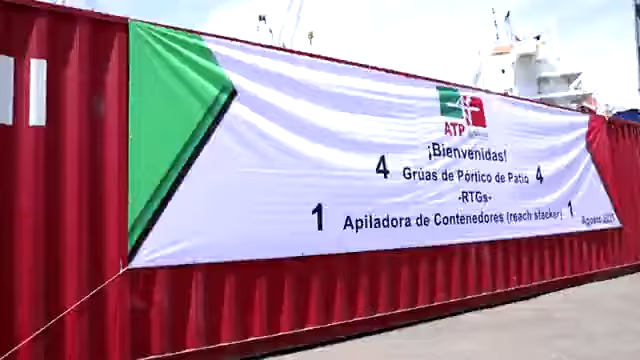 ATP
¡Bienvenidas!
4 Grúas de Pórtico de Patio 4
-RTGs-
1 Apiladora de Contenedores (reach stacker) 1
Agosto